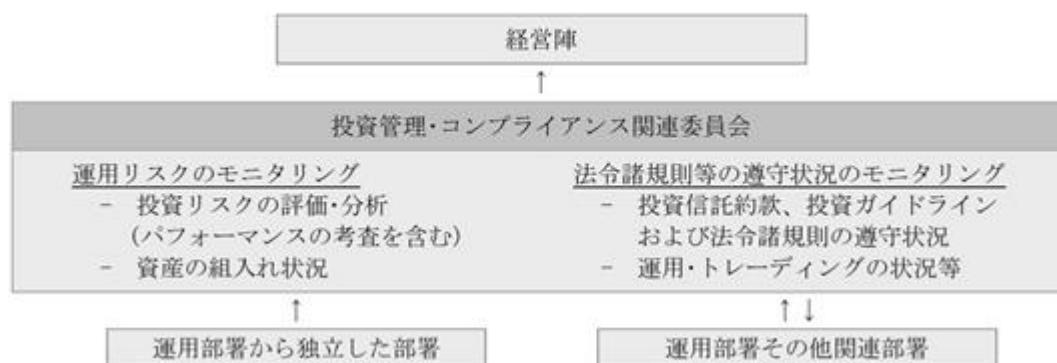 経営陣
↑
投資管理・コンプライアンス関連委員会
運用リスクのモニタリング
－ 投資リスクの評価・分析
(パフォーマンスの考査を含む)
－ 資産の組入れ状況
法令諸規則等の遵守状況のモニタリング
－ 投資信託約款、投資ガイドライン
および法令諸規則の遵守状況
－ 運用・トレーディングの状況等
↑
↑↓
運用部署から独立した部署
運用部署その他関連部署